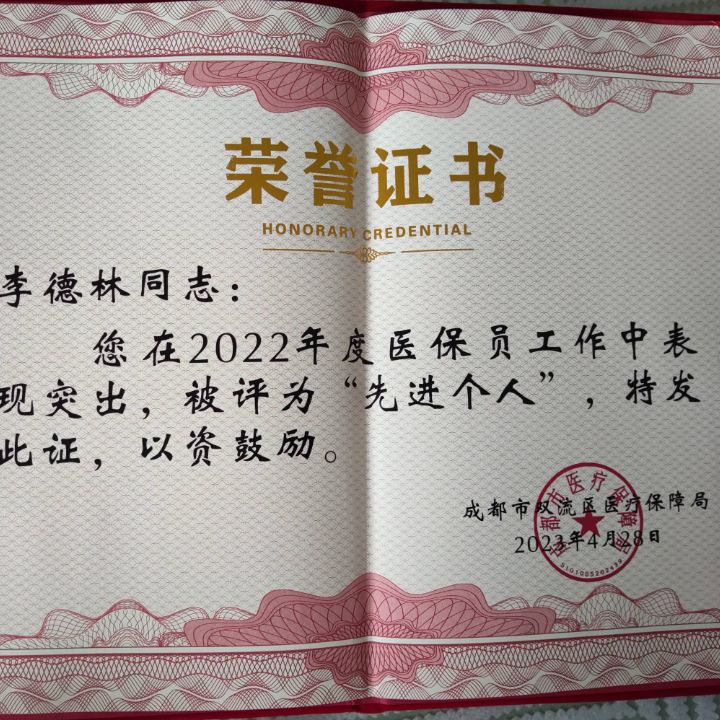 荣誉证书
HONORARY CREDENTIAL
李德林同志：
您在2022年度医保员工作中表
现突出，被评为“先进个人”，特发
此证，以资鼓励。
成都市双流区医疗保障局
2023年4月28日